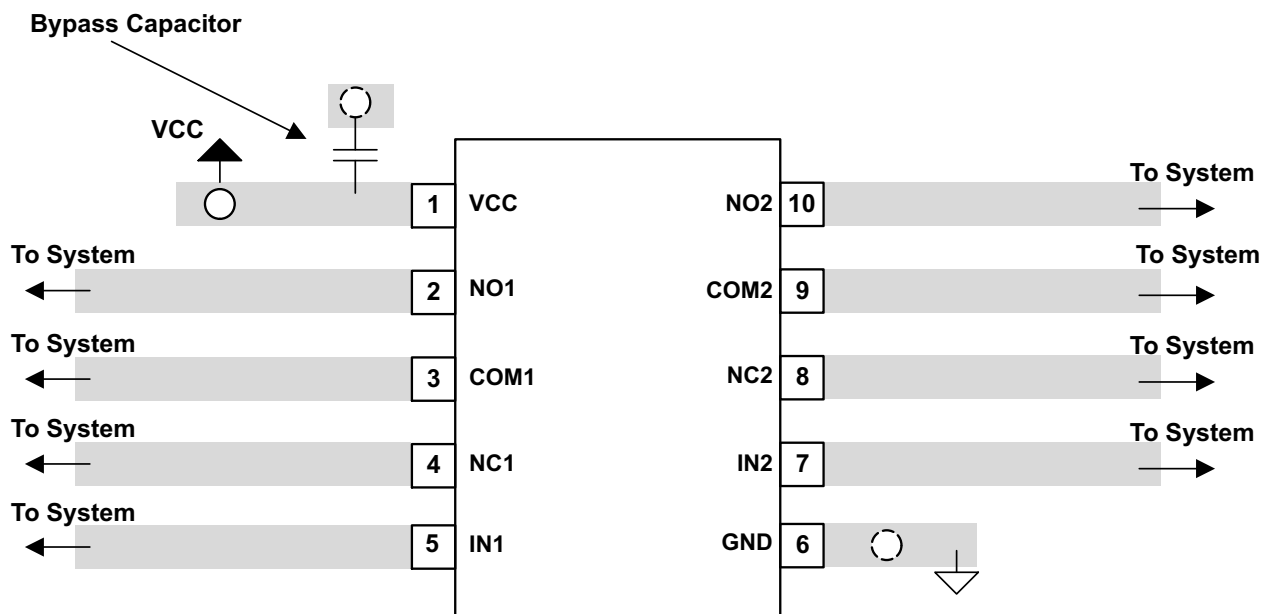 Bypass Capacitor
VCC
1 VCC NO2 10 To System
To System 2 NO1 COM2 9 To System
To System 3 COM1 NC2 8 To System
To System 4 NC1 IN2 7 To System
To System 5 IN1 GND 6